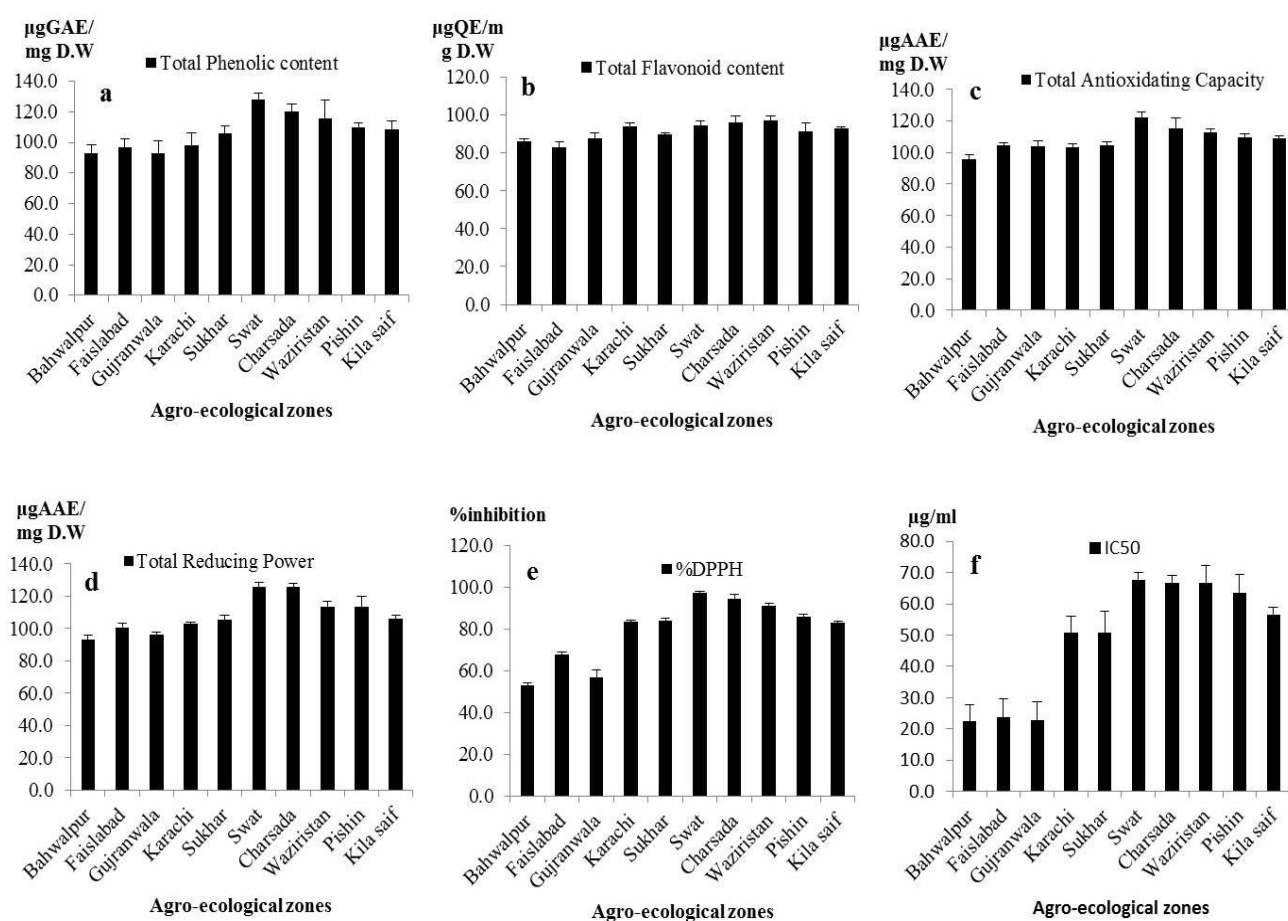 µgGAE/
mg D.W
■ Total Phenolic content
a
140.0
120.0
100.0
80.0
60.0
40.0
20.0
0.0
Bahwalpur
Faislabad
Gujranwala
Karachi
Sukhar
Swat
Charsada
Waziristan
Pishin
Kila saif
Agro-ecological zones
µgQE/m
g D.W
■ Total Flavonoid content
b
120.0
100.0
80.0
60.0
40.0
20.0
0.0
Bahwalpur
Faislabad
Gujranwala
Karachi
Sukhar
Swat
Charsada
Waziristan
Pishin
Kila saif
Agro-ecological zones
µgAAE/
mg D.W
■ Total Antioxidating Capacity
c
140.0
120.0
100.0
80.0
60.0
40.0
20.0
0.0
Bahwalpur
Faislabad
Gujranwala
Karachi
Sukhar
Swat
Charsada
Waziristan
Pishin
Kila saif
Agro-ecological zones
µgAAE/
mg D.W
■ Total Reducing Power
d
140.0
120.0
100.0
80.0
60.0
40.0
20.0
0.0
Bahwalpur
Faislabad
Gujranwala
Karachi
Sukhar
Swat
Charsada
Waziristan
Pishin
Kila saif
Agro-ecological zones
%inhibition
■ %DPPH
e
120.0
100.0
80.0
60.0
40.0
20.0
0.0
Bahwalpur
Faislabad
Gujranwala
Karachi
Sukhar
Swat
Charsada
Waziristan
Pishin
Kila saif
Agro-ecological zones
µg/ml
■ IC50
f
80.0
70.0
60.0
50.0
40.0
30.0
20.0
10.0
0.0
Bahwalpur
Faislabad
Gujranwala
Karachi
Sukhar
Swat
Charsada
Waziristan
Pishin
Kila saif
Agro-ecological zones